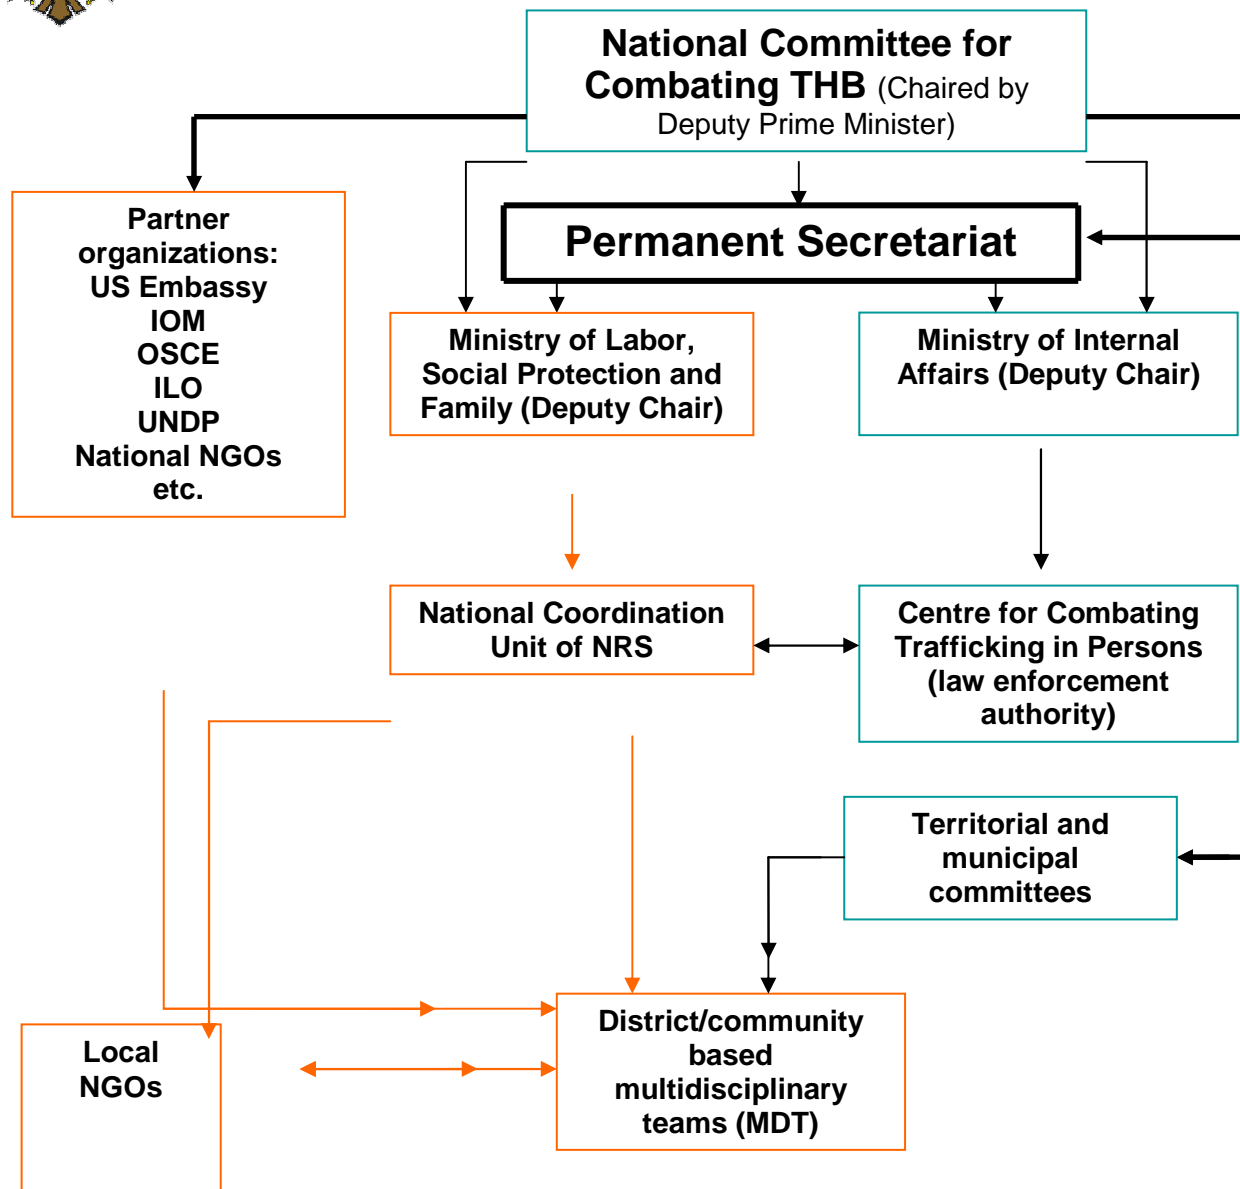 National Committee for
Combating THB (Chaired by
Deputy Prime Minister)
Partner
organizations:
US Embassy
IOM
OSCE
ILO
UNDP
National NGOs
etc.
Permanent Secretariat
Ministry of Labor,
Social Protection and
Family (Deputy Chair)
Ministry of Internal
Affairs (Deputy Chair)
National Coordination
Unit of NRS
Centre for Combating
Trafficking in Persons
(law enforcement
authority)
Territorial and
municipal
committees
Local
NGOs
District/community
based
multidisciplinary
teams (MDT)